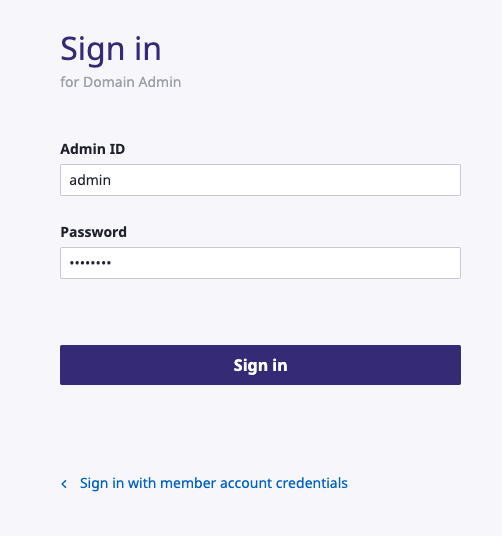 Sign in
for Domain Admin
Admin ID
admin
Password
••••••••
Sign in
Sign in with member account credentials